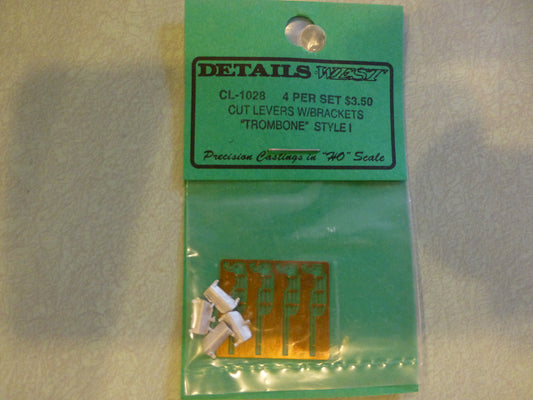 DETAILS WEST
CL-1028 4 PER SET $3.50
CUT LEVERS W/BRACKETS
"TROMBONE" STYLE I
Precision Castings in "HO" Scale